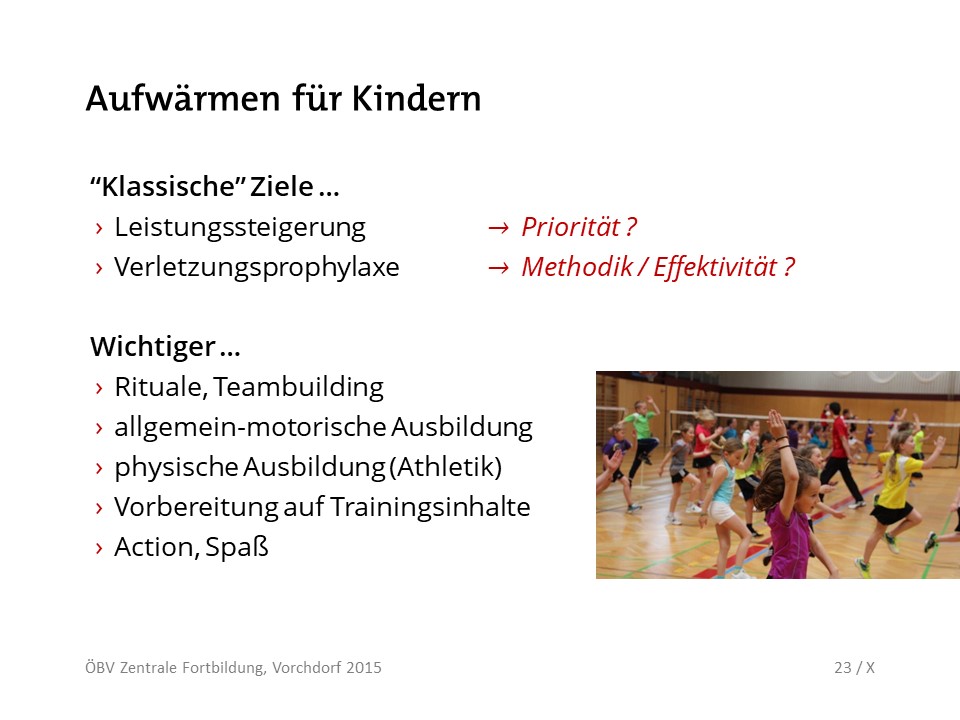 Aufwärmen für Kindern
“Klassische” Ziele …
› Leistungssteigerung → Priorität ?
› Verletzungsprophylaxe → Methodik / Effektivität ?
Wichtiger …
› Rituale, Teambuilding
› allgemein-motorische Ausbildung
› physische Ausbildung (Athletik)
› Vorbereitung auf Trainingsinhalte
› Action, Spaß
ÖBV Zentrale Fortbildung, Vorchdorf 2015 23 / X